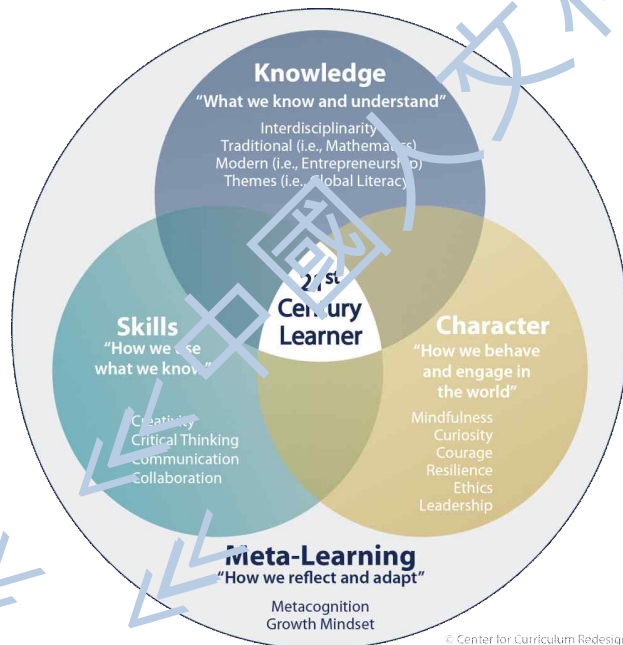 Knowledge
“What we know and understand”
Interdisciplinarity
Traditional (i.e., Mathematics)
Modern (i.e., Entrepreneurship)
Themes (i.e., Global Literacy)
21st
Century
Learner
Skills
“How we use
what we know”
Creativity
Critical Thinking
Communication
Collaboration
Character
“How we behave
and engage in
the world”
Mindfulness
Curiosity
Courage
Resilience
Ethics
Leadership
Meta-Learning
“How we reflect and adapt”
Metacognition
Growth Mindset
© Center for Curriculum Redesign